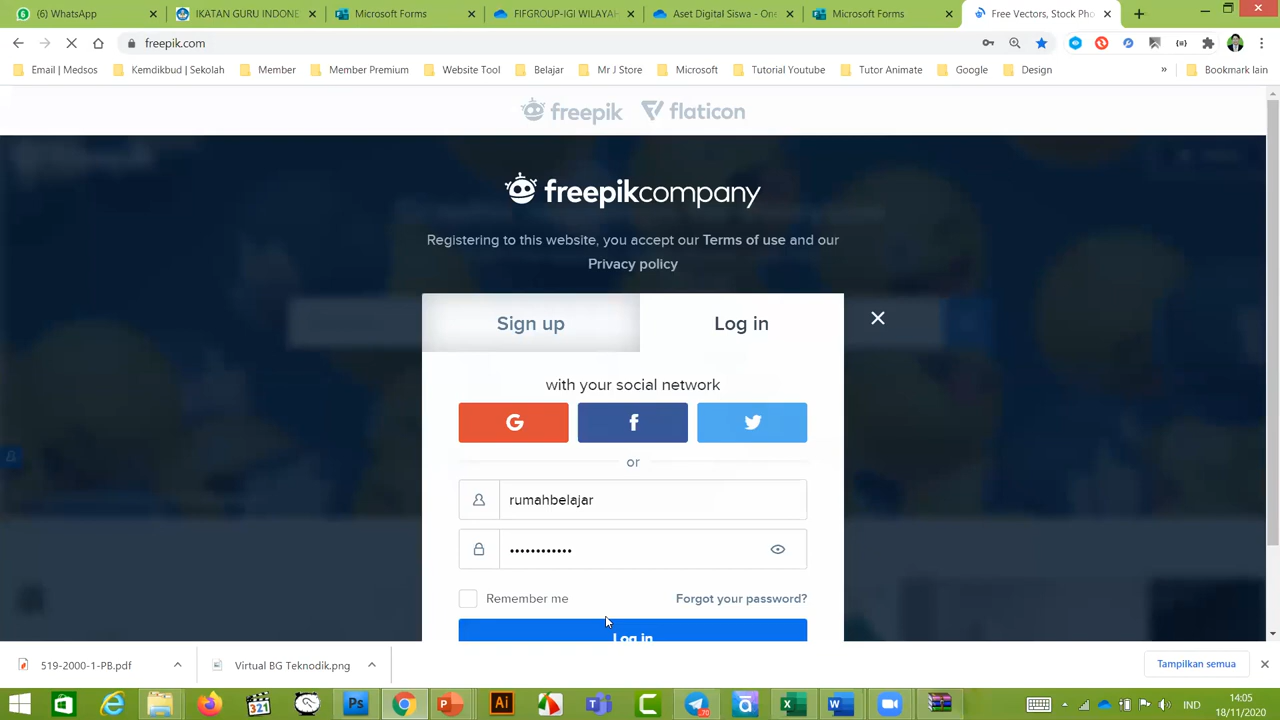 (6) WhatsApp
IKATAN GURU INDONE
Microsoft Forms
FIFGROUP-IGI WILAYAH
Aset Digital Siswa - One
Microsoft Forms
Free Vectors, Stock Pho
freepik.com
Email | Medsos
Kemdikbud | Sekolah
Member
Member Premium
Website Tool
Belajar
Mr J Store
Microsoft
Tutorial Youtube
Tutor Animate
Google
Design
»
Bookmark lain
freepik
flaticon
freepikcompany
Registering to this website, you accept our Terms of use and our
Privacy policy
Sign up
Log in
with your social network
G
f
or
rumahbelajar
••••••••••••
Remember me
Forgot your password?
Log in
519-2000-1-PB.pdf
Virtual BG Teknodik.png
Tampilkan semua
321
Ps
Ai
70
IND
14:05
18/11/2020